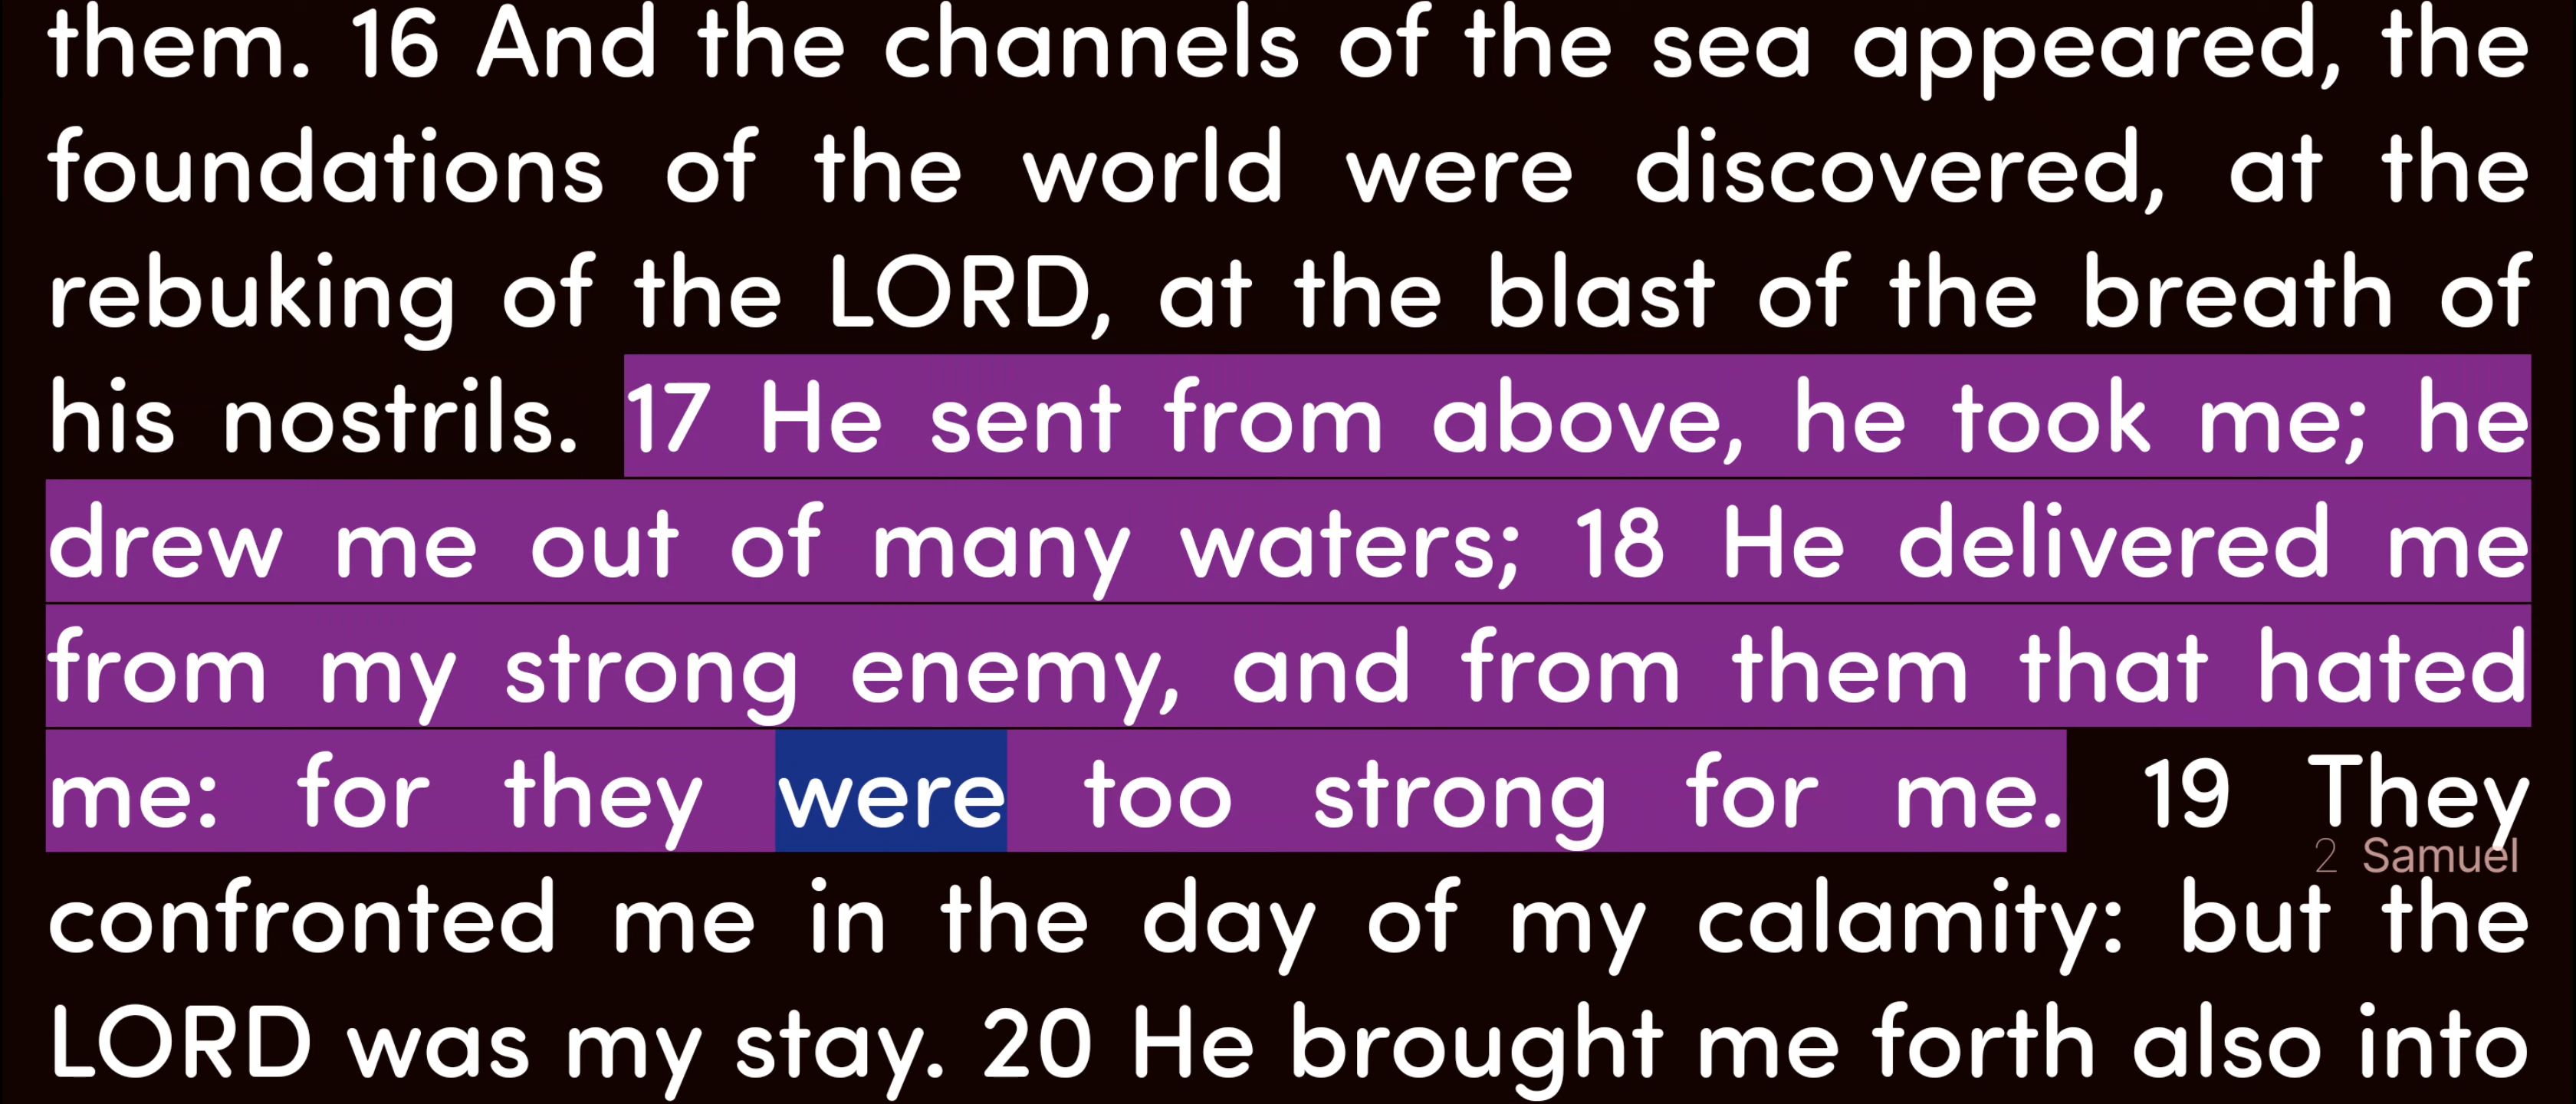 them. 16 And the channels of the sea appeared, the
foundations of the world were discovered, at the
rebuking of the LORD, at the blast of the breath of
his nostrils. 17 He sent from above, he took me; he
drew me out of many waters; 18 He delivered me
from my strong enemy, and from them that hated
me: for they were too strong for me. 19 They
2 Samuel
confronted me in the day of my calamity: but the
LORD was my stay. 20 He brought me forth also into